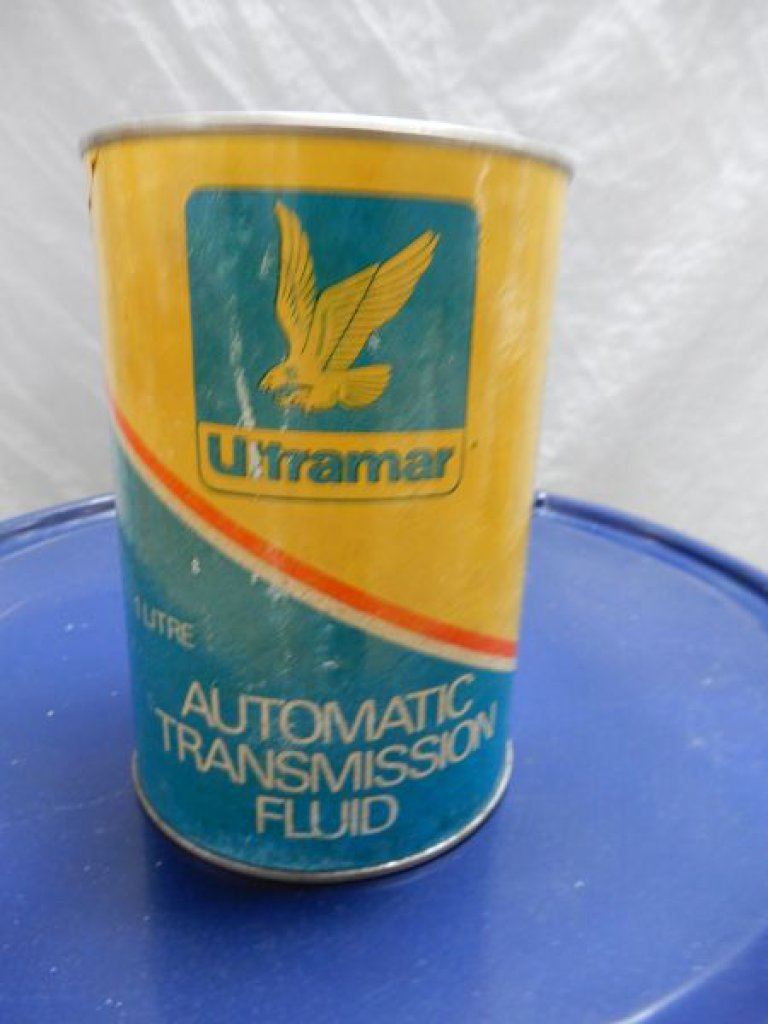 Ultramar
1 LITRE
AUTOMATIC
TRANSMISSION
FLUID